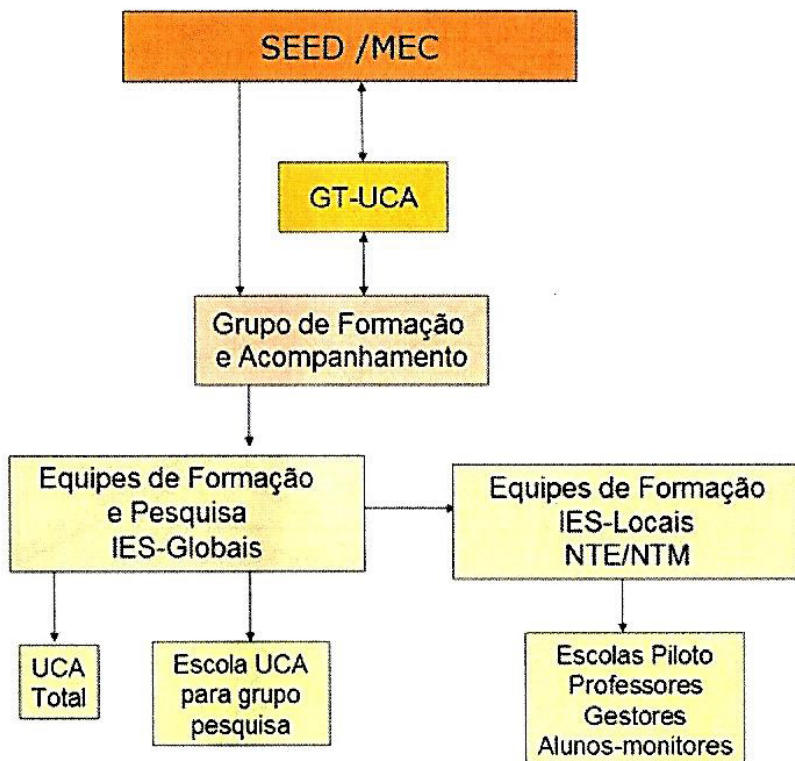 SEED /MEC
GT-UCA
Grupo de Formação
e Acompanhamento
Equipes de Formação
e Pesquisa
IES-Globais
Equipes de Formação
IES-Locais
NTE/NTM
UCA
Total
Escola UCA
para grupo
pesquisa
Escolas Piloto
Professores
Gestores
Alunos-monitores